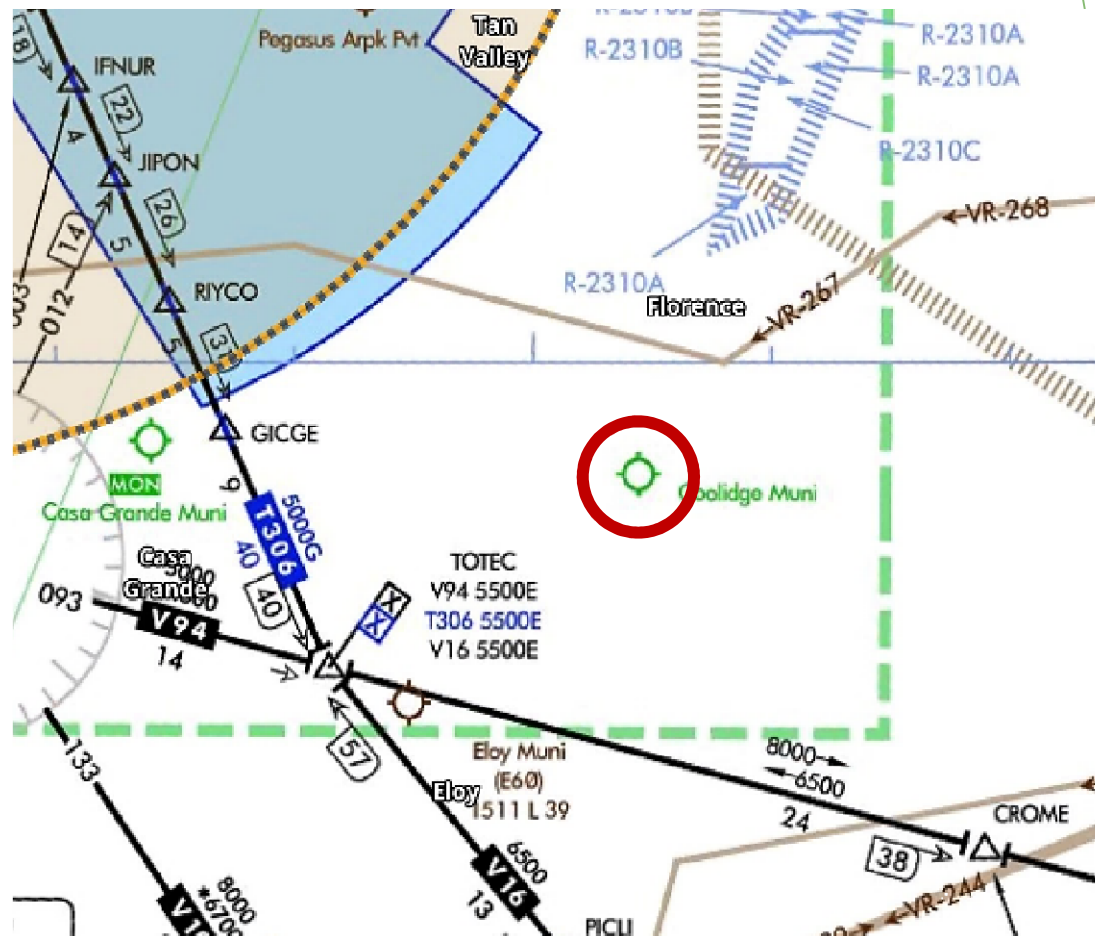 Tan
Valley
Pegasus Arpk Pvt
R-2310B
R-2310A
R-2310A
R-2310C
18
IFNUR
22
4
JIPON
26
14
5
012
RIYCO
5
31
VR-268
VR-267
R-2310A
Florence
GICGE
MON
Casa Grande Muni
9
5000G
T306
40
40
Coolidge Muni
Casa
Grande
5000
093
V94
14
TOTEC
V94 5500E
T306 5500E
V16 5500E
X
X
57
133
Eloy Muni
(E60)
1511 L 39
Eloy
8000
6500
24
CROME
38
VR-244
6500
V16
13
8000
*6700
PICLI